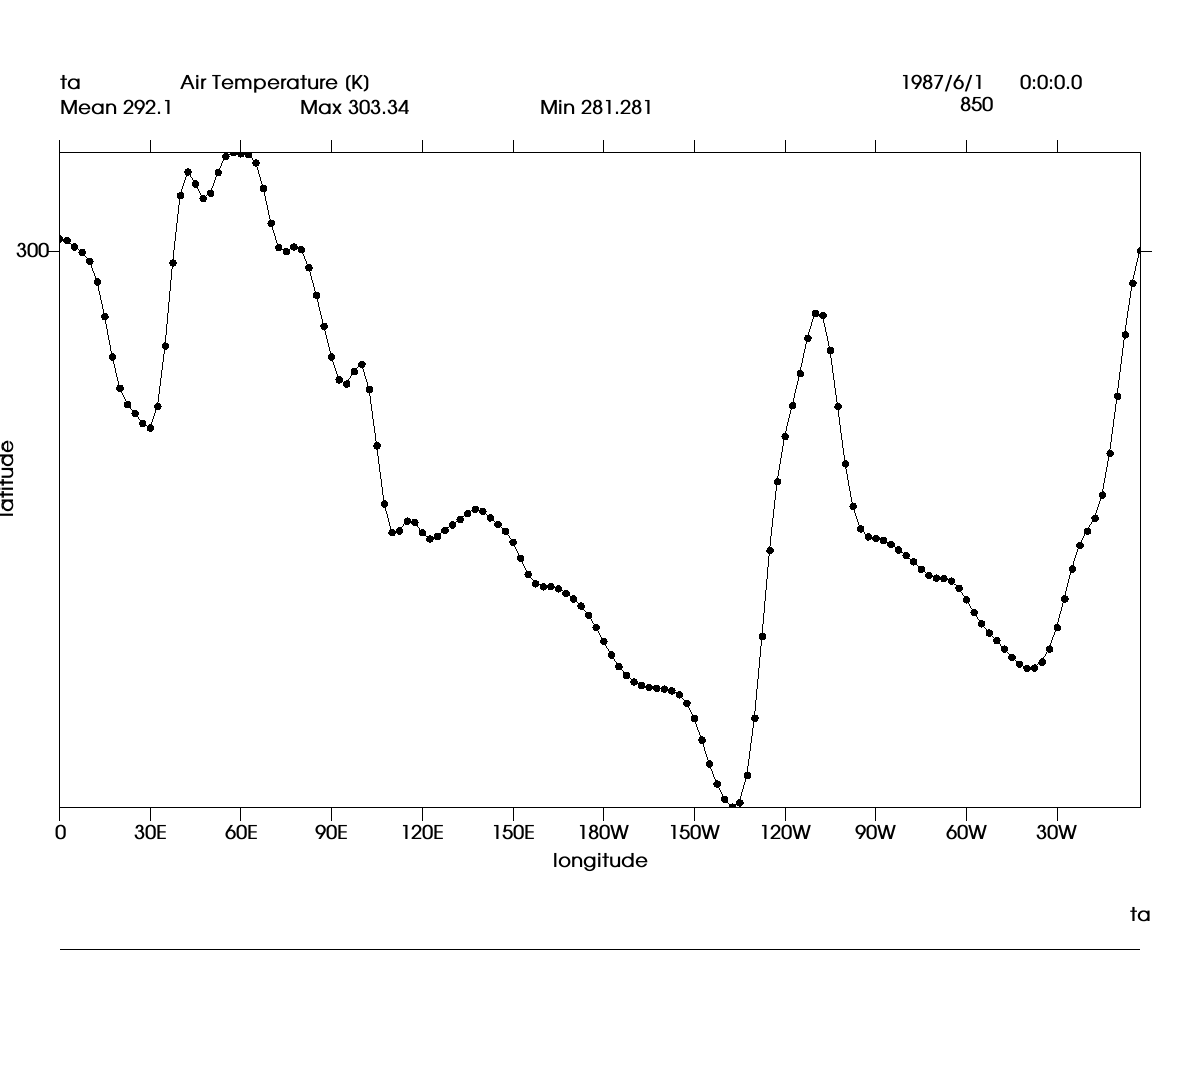 ta Air Temperature (K) 1987/6/1 0:0:0.0
Mean 292.1 Max 303.34 Min 281.281 850
300
latitude
0 30E 60E 90E 120E 150E 180W 150W 120W 90W 60W 30W
longitude
ta